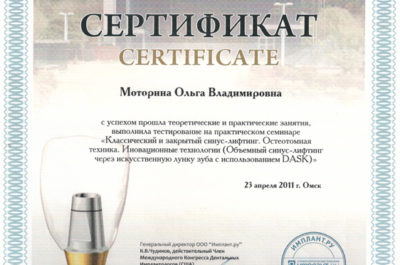 СЕРТИФИКАТ
CERTIFICATE
Моторина Ольга Владимировна
с успехом прошла теоретические и практические занятия,
выполнила тестирование на практическом семинаре
«Классический и закрытый синус-лифтинг. Остеотомная
техника. Иновационные технологии (Объемный синус-лифтинг
через искусственную лунку зуба с использованием DASK)»
23 апреля 2011 г. Омск
Генеральный директор ООО "Имплант.ру"
К.В.Чудинов, действительный Член
Международного Конгресса Дентальных
Имплантологов (США)
ИМПЛАНТ.РУ